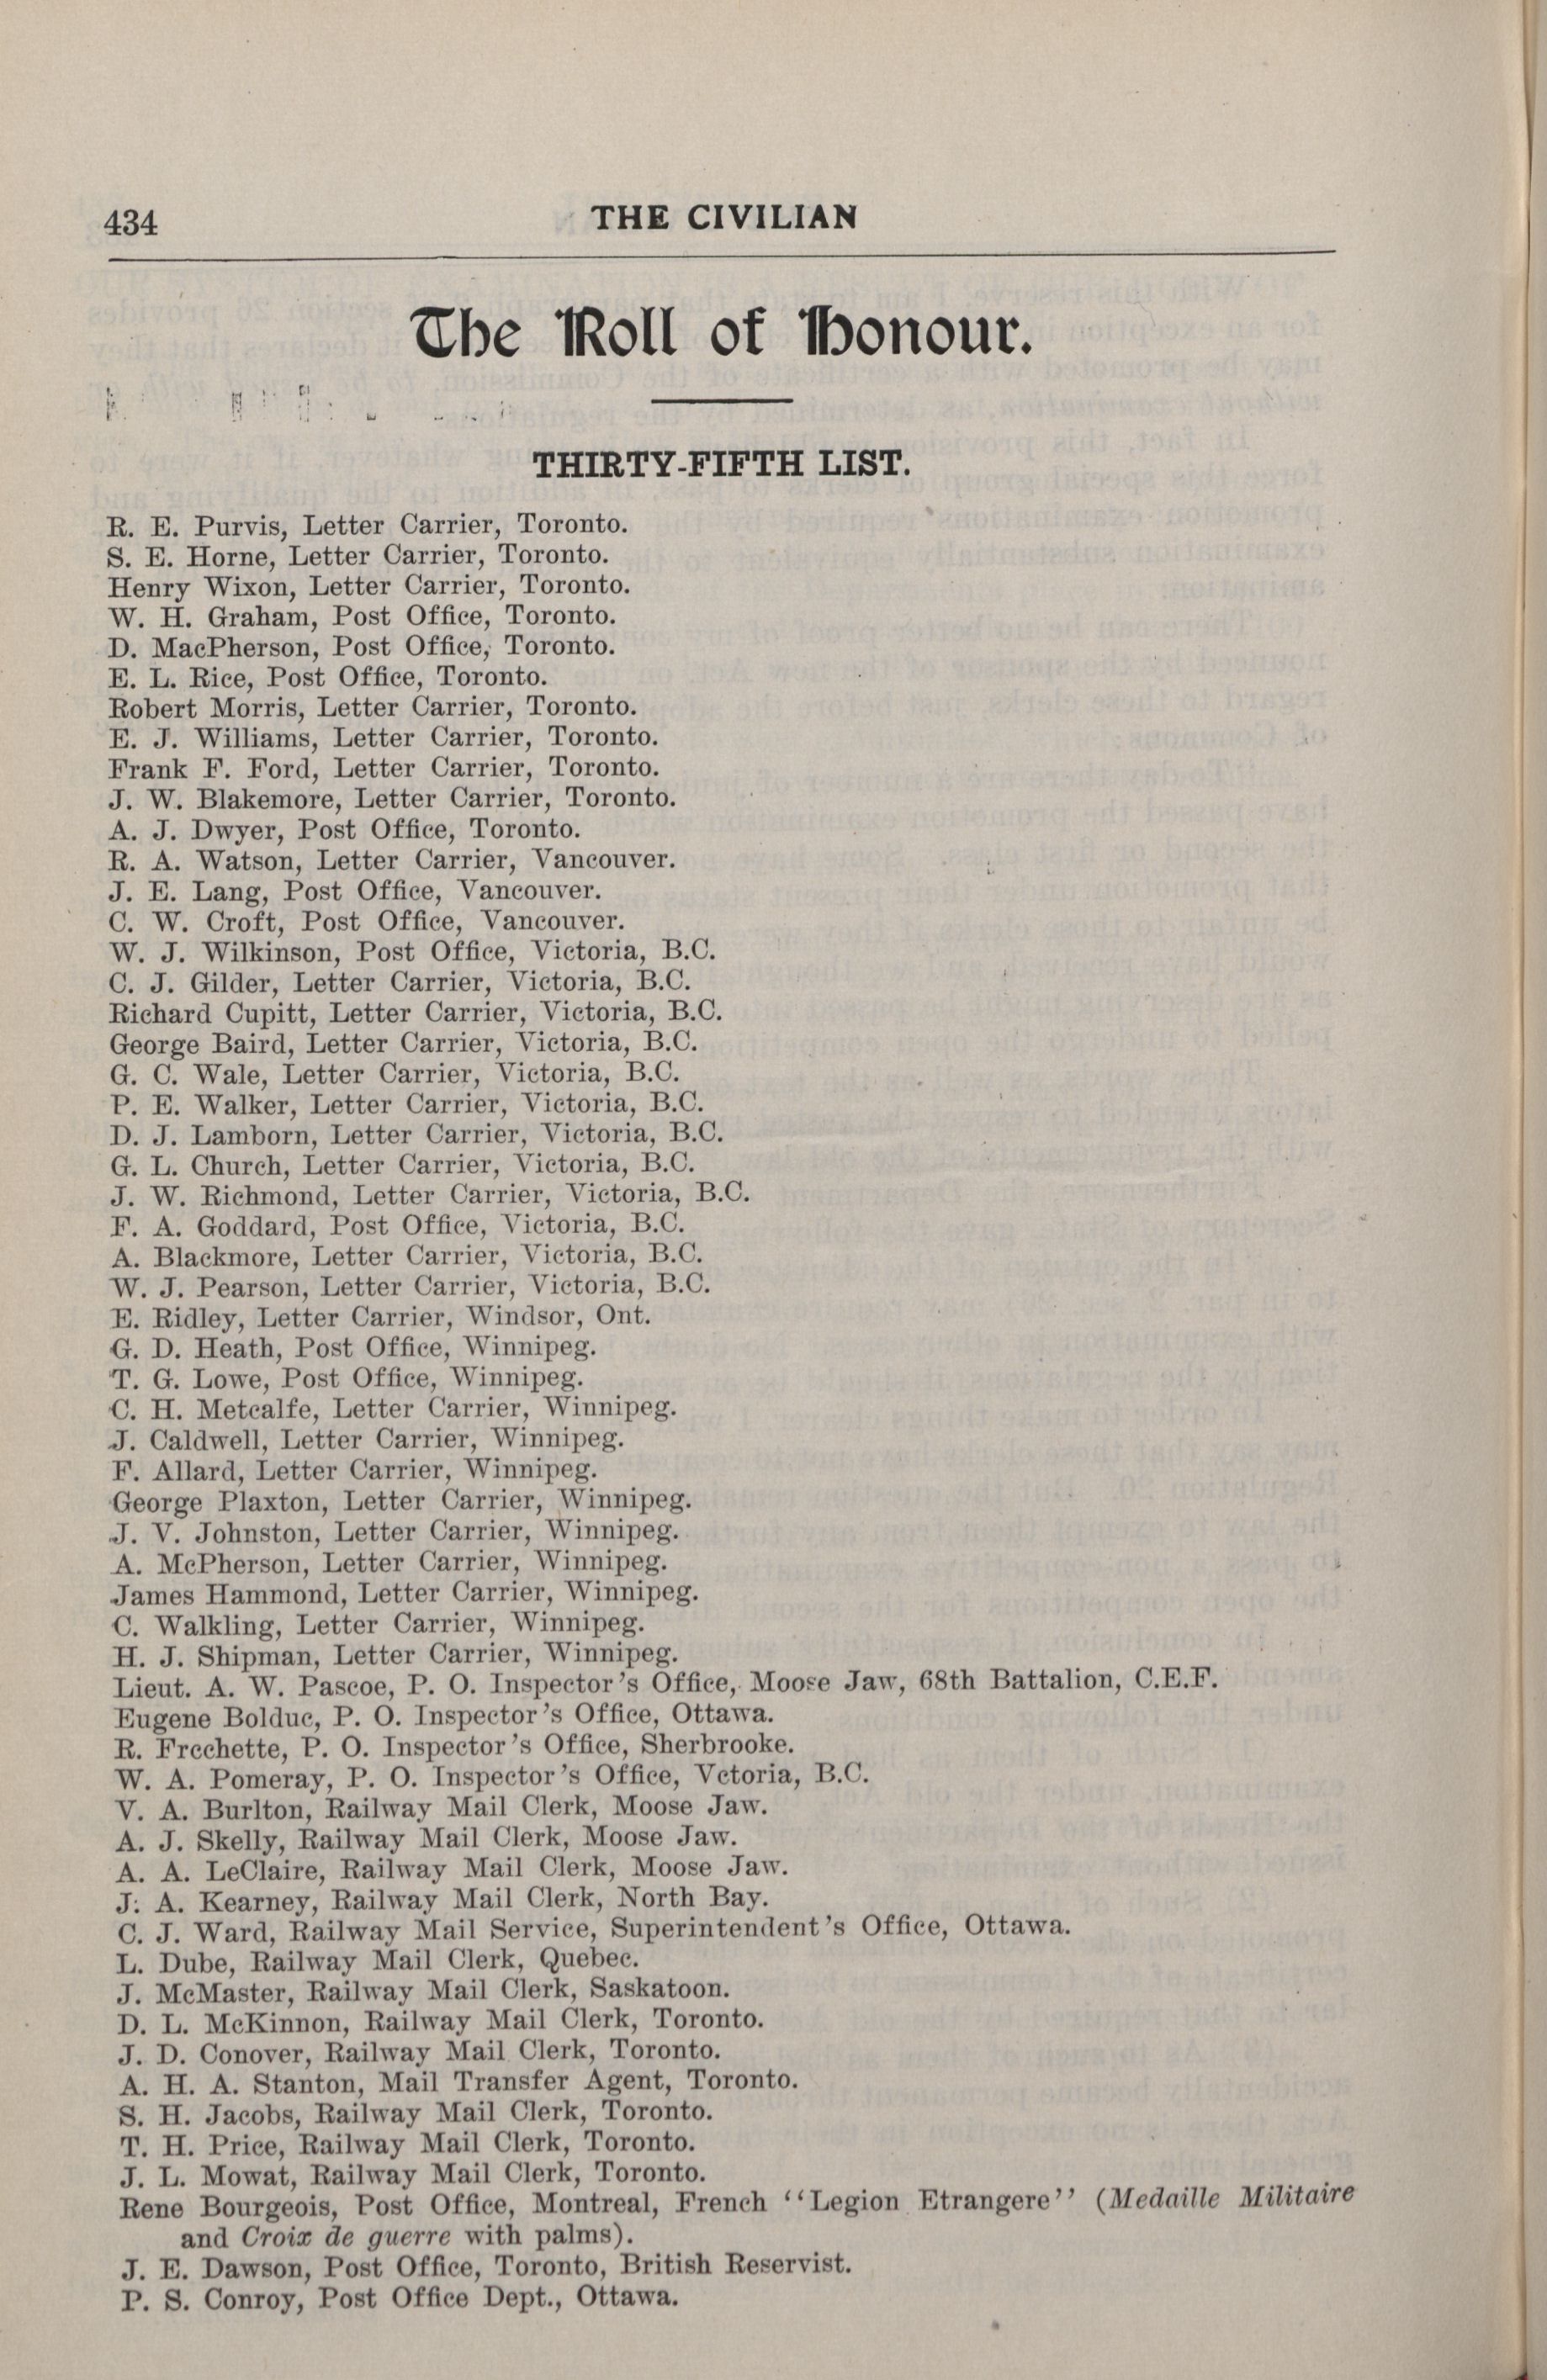 434
THE CIVILIAN
The Roll of Honour.
THIRTY-FIFTH LIST.
R. E. Purvis, Letter Carrier, Toronto.
S. E. Horne, Letter Carrier, Toronto.
Henry Wixon, Letter Carrier, Toronto.
W. H. Graham, Post Office, Toronto.
D. MacPherson, Post Office, Toronto.
E. L. Rice, Post Office, Toronto.
Robert Morris, Letter Carrier, Toronto.
E. J. Williams, Letter Carrier, Toronto.
Frank F. Ford, Letter Carrier, Toronto.
J. W. Blakemore, Letter Carrier, Toronto.
A. J. Dwyer, Post Office, Toronto.
R. A. Watson, Letter Carrier, Vancouver.
J. E. Lang, Post Office, Vancouver.
C. W. Croft, Post Office, Vancouver.
W. J. Wilkinson, Post Office, Victoria, B.C.
C. J. Gilder, Letter Carrier, Victoria, B.C.
Richard Cupitt, Letter Carrier, Victoria, B.C.
George Baird, Letter Carrier, Victoria, B.C.
G. C. Wale, Letter Carrier, Victoria, B.C.
P. E. Walker, Letter Carrier, Victoria, B.C.
D. J. Lamborn, Letter Carrier, Victoria, B.C.
G. L. Church, Letter Carrier, Victoria, B.C.
J. W. Richmond, Letter Carrier, Victoria, B.C.
F. A. Goddard, Post Office, Victoria, B.C.
A. Blackmore, Letter Carrier, Victoria, B.C.
W. J. Pearson, Letter Carrier, Victoria, B.C.
E. Ridley, Letter Carrier, Windsor, Ont.
G. D. Heath, Post Office, Winnipeg.
T. G. Lowe, Post Office, Winnipeg.
C. H. Metcalfe, Letter Carrier, Winnipeg.
J. Caldwell, Letter Carrier, Winnipeg.
F. Allard, Letter Carrier, Winnipeg.
George Plaxton, Letter Carrier, Winnipeg.
J. V. Johnston, Letter Carrier, Winnipeg.
A. McPherson, Letter Carrier, Winnipeg.
James Hammond, Letter Carrier, Winnipeg.
C. Walkling, Letter Carrier, Winnipeg.
H. J. Shipman, Letter Carrier, Winnipeg.
Lieut. A. W. Pascoe, P. O. Inspector's Office, Moose Jaw, 68th Battalion, C.E.F.
Eugene Bolduc, P. O. Inspector's Office, Ottawa.
R. Frechette, P. O. Inspector's Office, Sherbrooke.
W. A. Pomeray, P. O. Inspector's Office, Vctoria, B.C.
V. A. Burlton, Railway Mail Clerk, Moose Jaw.
A. J. Skelly, Railway Mail Clerk, Moose Jaw.
A. A. LeClaire, Railway Mail Clerk, Moose Jaw.
J. A. Kearney, Railway Mail Clerk, North Bay.
C. J. Ward, Railway Mail Service, Superintendent's Office, Ottawa.
L. Dube, Railway Mail Clerk, Quebec.
J. McMaster, Railway Mail Clerk, Saskatoon.
D. L. McKinnon, Railway Mail Clerk, Toronto.
J. D. Conover, Railway Mail Clerk, Toronto.
A. H. A. Stanton, Mail Transfer Agent, Toronto.
S. H. Jacobs, Railway Mail Clerk, Toronto.
T. H. Price, Railway Mail Clerk, Toronto.
J. L. Mowat, Railway Mail Clerk, Toronto.
Rene Bourgeois, Post Office, Montreal, French "Legion Etrangere" (Medaille Militaire
and Croix de guerre with palms).
J. E. Dawson, Post Office, Toronto, British Reservist.
P. S. Conroy, Post Office Dept., Ottawa.